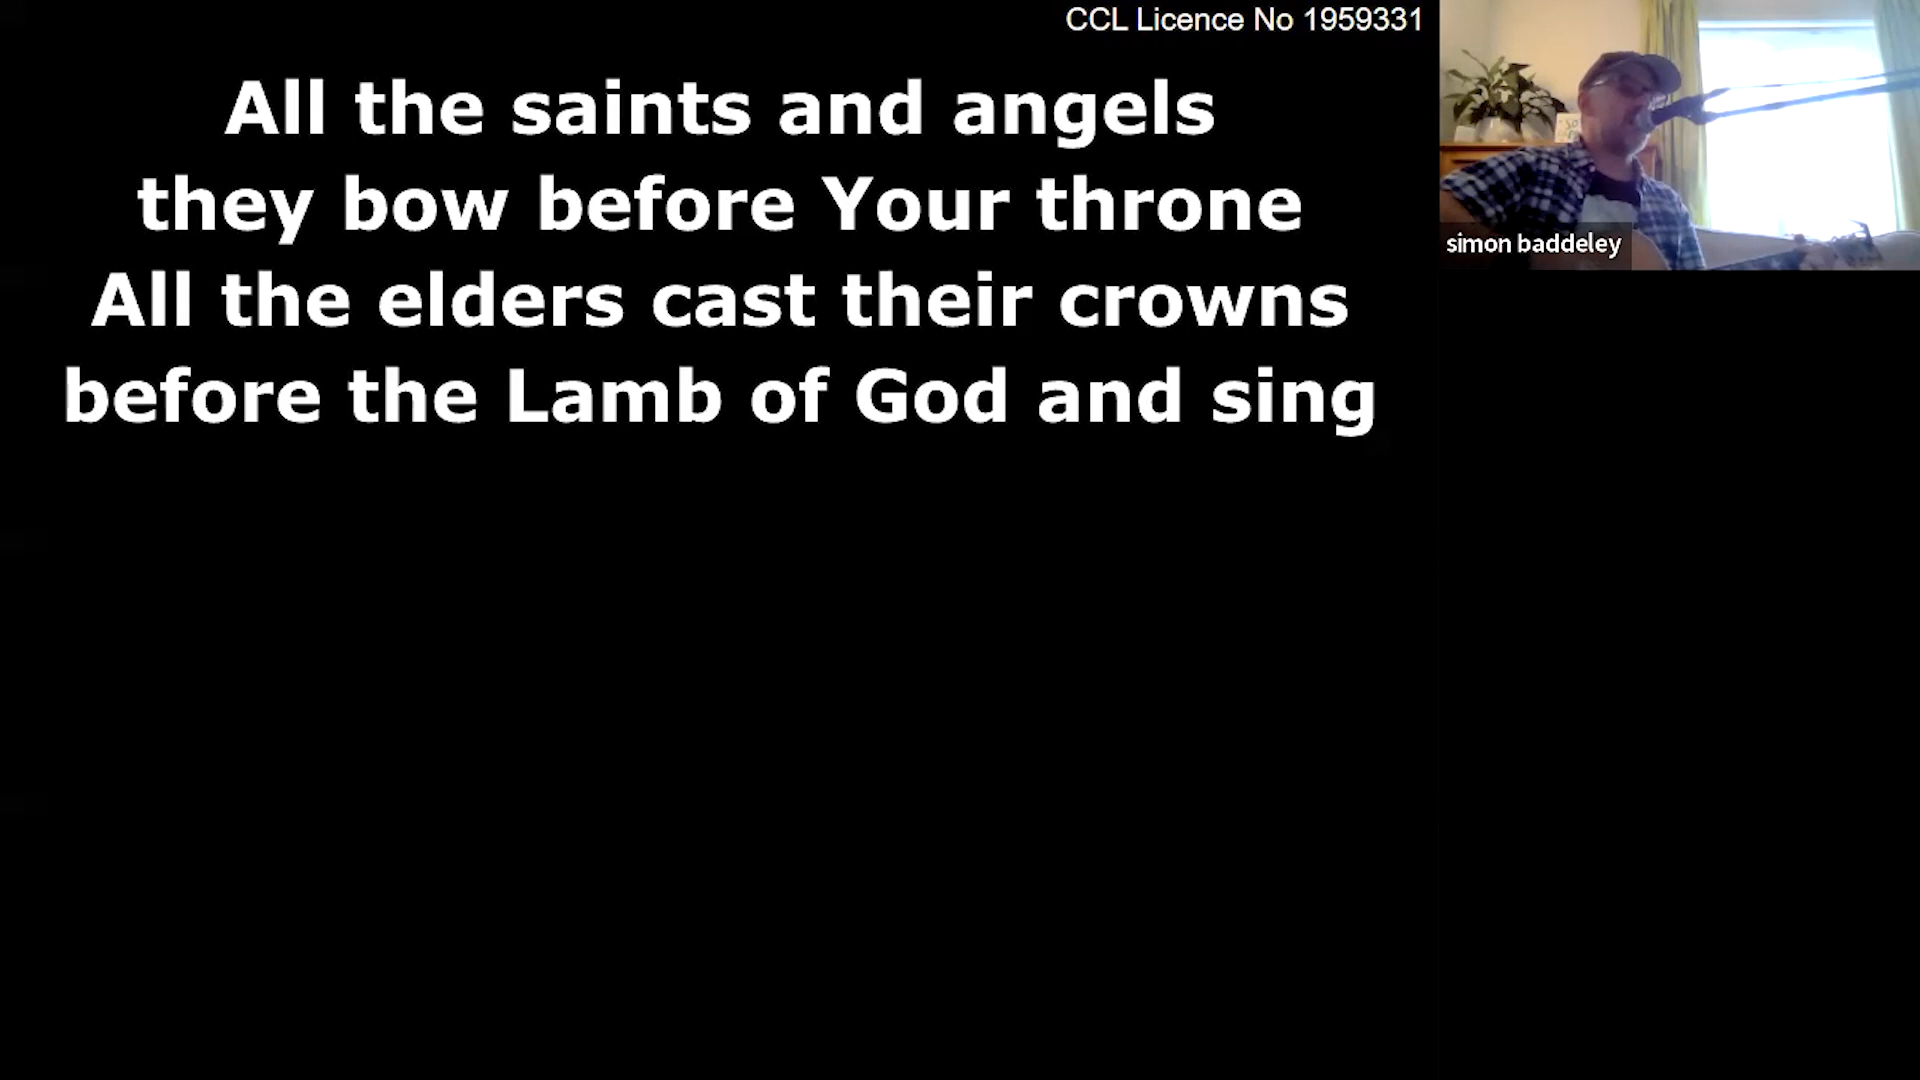 CCL Licence No 1959331
All the saints and angels
they bow before Your throne
All the elders cast their crowns
before the Lamb of God and sing
simon baddeley